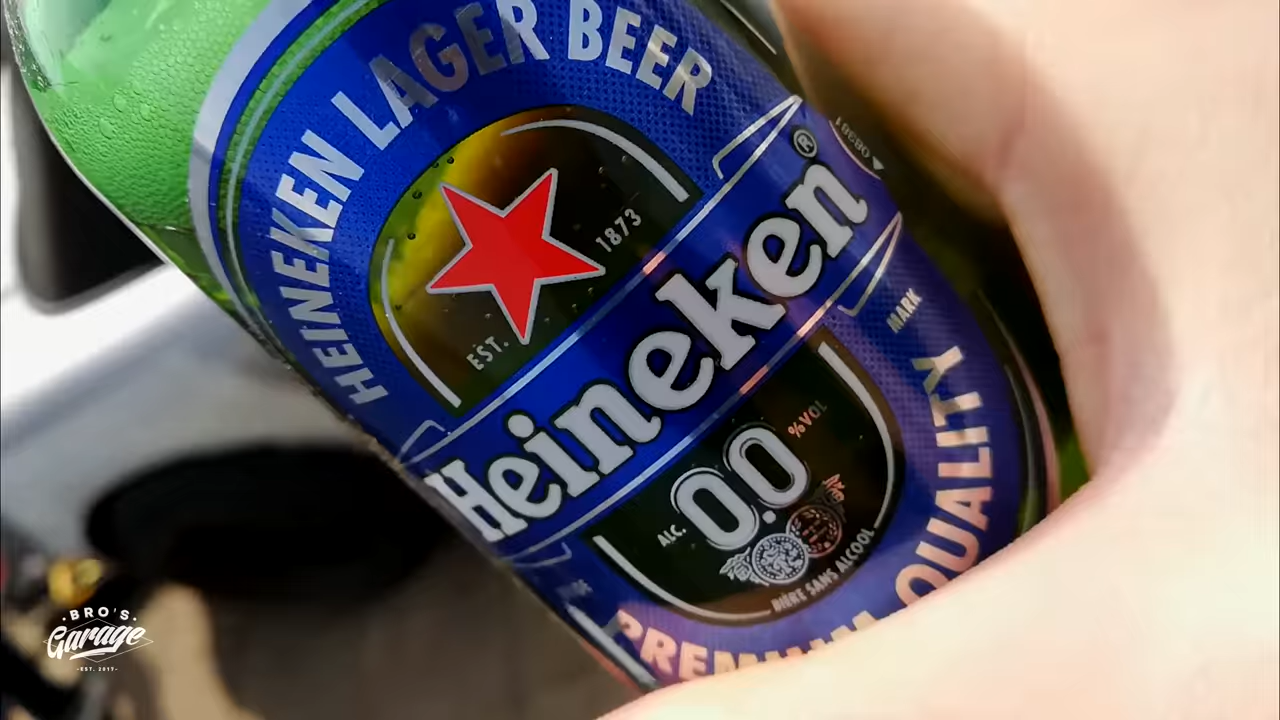 HEINEKEN LAGER BEER
EST. 1873
Heineken®
MARK
ALC. 0.0 %VOL
BIÈRE SANS ALCOOL
PREMIUM QUALITY
·BRO'S·
Garage
-EST. 2017-